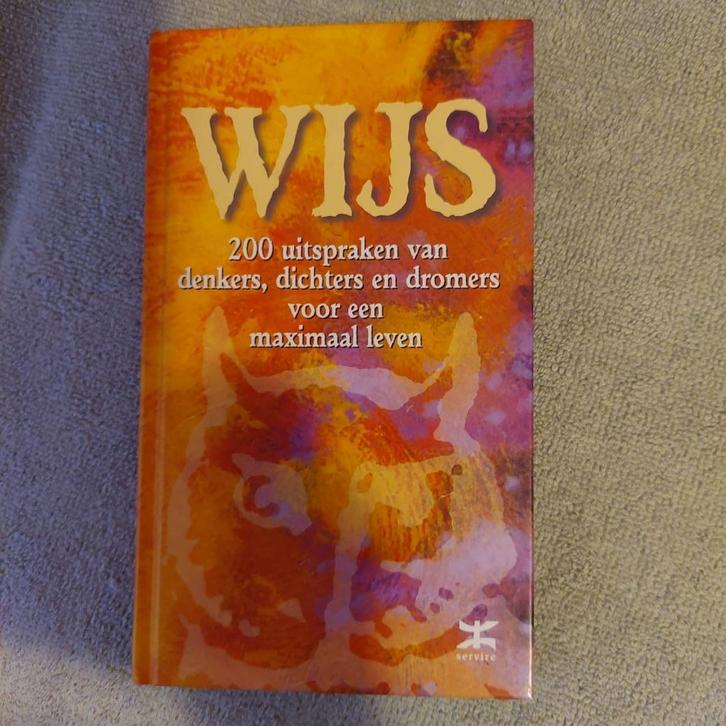 WIJS
200 uitspraken van
denkers, dichters en dromers
voor een
maximaal leven
servire